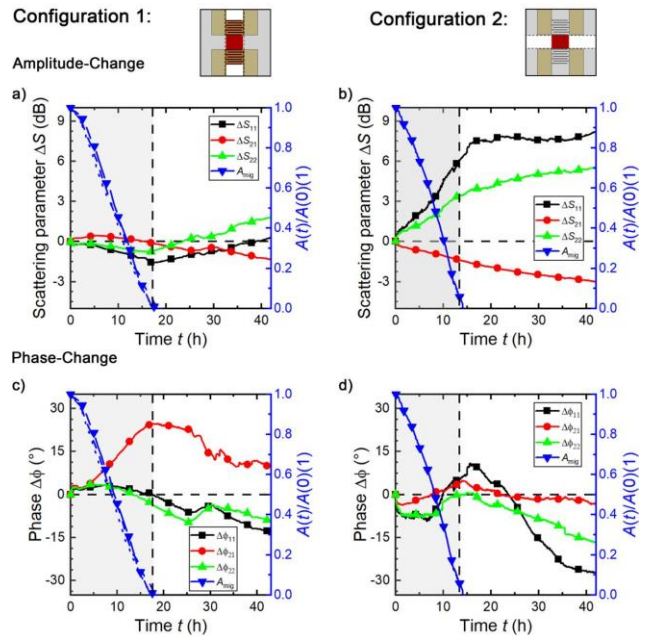 Configuration 1:
Configuration 2:
Amplitude-Change
a)
b)
Scattering parameter ΔS (dB)
9
6
3
0
-3
ΔS₁₁
ΔS₂₁
ΔS₂₂
A_mig
1.0
0.8
0.6
0.4
0.2
0.0
A(t)/A(0)(1)
0 10 20 30 40
Time t (h)
Scattering parameter ΔS (dB)
9
6
3
0
-3
ΔS₁₁
ΔS₂₁
ΔS₂₂
A_mig
1.0
0.8
0.6
0.4
0.2
0.0
A(t)/A(0)(1)
0 10 20 30 40
Time t (h)
Phase-Change
c)
d)
Phase Δϕ (°)
30
15
0
-15
-30
Δϕ₁₁
Δϕ₂₁
Δϕ₂₂
A_mig
1.0
0.8
0.6
0.4
0.2
0.0
A(t)/A(0)(1)
0 10 20 30 40
Time t (h)
Phase Δϕ (°)
30
15
0
-15
-30
Δϕ₁₁
Δϕ₂₁
Δϕ₂₂
A_mig
1.0
0.8
0.6
0.4
0.2
0.0
A(t)/A(0)(1)
0 10 20 30 40
Time t (h)